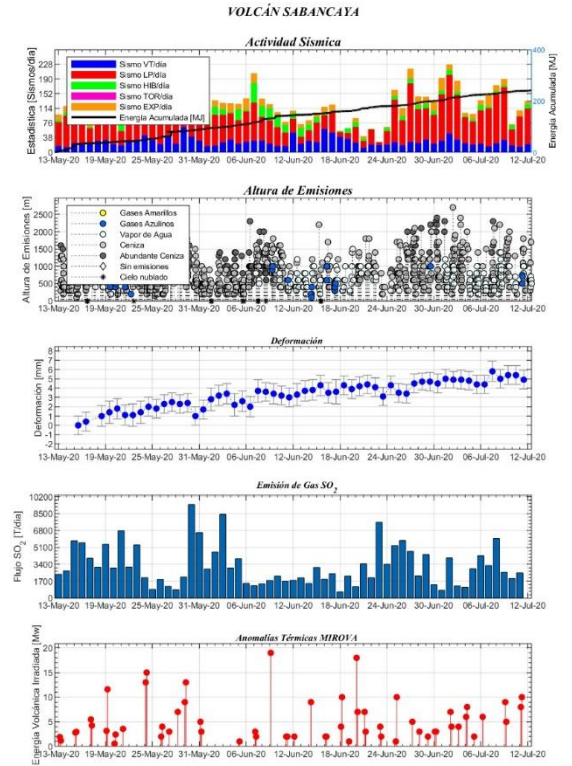 VOLCÁN SABANCAYA
Actividad Sísmica
Estadística [Sismos/día]
228
190
152
114
76
38
0
Sismo VT/día
Sismo LP/día
Sismo HIB/día
Sismo TOR/día
Sismo EXP/día
Energía Acumulada [MJ]
400
200
0
Energía Acumulada [MJ]
13-May-20 19-May-20 25-May-20 31-May-20 06-Jun-20 12-Jun-20 18-Jun-20 24-Jun-20 30-Jun-20 06-Jul-20 12-Jul-20
Altura de Emisiones
Altura de Emisiones [m]
2500
2000
1500
1000
500
0
Gases Amarillos
Gases Azulinos
Vapor de Agua
Ceniza
Abundante Ceniza
Sin emisiones
Cielo nublado
13-May-20 19-May-20 25-May-20 31-May-20 06-Jun-20 12-Jun-20 18-Jun-20 24-Jun-20 30-Jun-20 06-Jul-20 12-Jul-20
Deformación
Deformación [mm]
8
7
6
5
4
3
2
1
0
-1
-2
13-May-20 19-May-20 25-May-20 31-May-20 06-Jun-20 12-Jun-20 18-Jun-20 24-Jun-20 30-Jun-20 06-Jul-20 12-Jul-20
Emisión de Gas SO2
Flujo SO2 [T/día]
10200
8500
6800
5100
3400
1700
13-May-20 19-May-20 25-May-20 31-May-20 06-Jun-20 12-Jun-20 18-Jun-20 24-Jun-20 30-Jun-20 06-Jul-20 12-Jul-20
Anomalías Térmicas MIROVA
Energía Volcánica Irradiada [Mw]
20
15
10
5
0
13-May-20 19-May-20 25-May-20 31-May-20 06-Jun-20 12-Jun-20 18-Jun-20 24-Jun-20 30-Jun-20 06-Jul-20 12-Jul-20